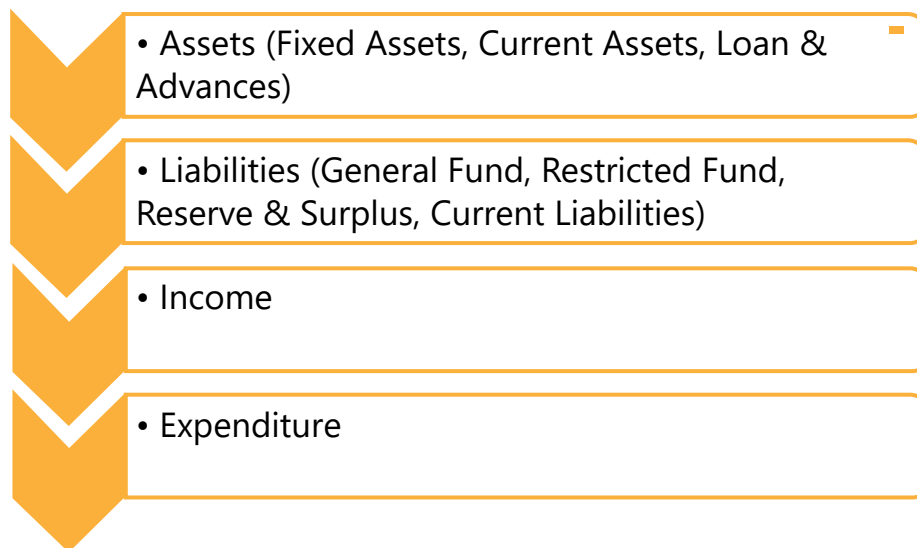 • Assets (Fixed Assets, Current Assets, Loan &
Advances)
• Liabilities (General Fund, Restricted Fund,
Reserve & Surplus, Current Liabilities)
• Income
• Expenditure